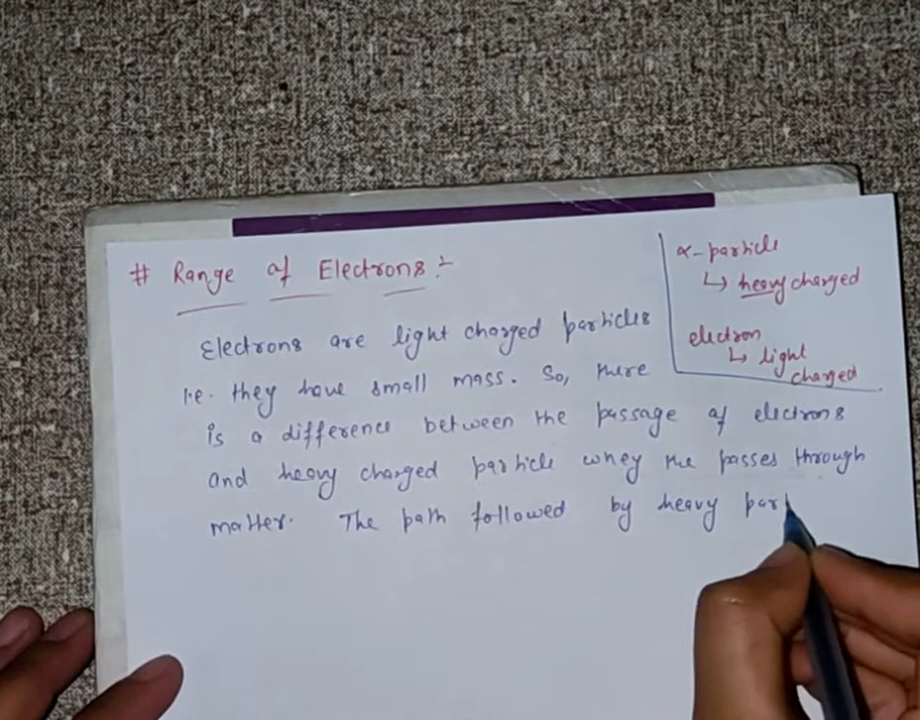 # Range of Electrons :-
α-particle
↳ heavy charged
electron
↳ light
charged
Electrons are light charged particles
i.e. they have small mass. So, there
is a difference between the passage of electrons
and heavy charged particle whey the passes through
matter. The path followed by heavy part